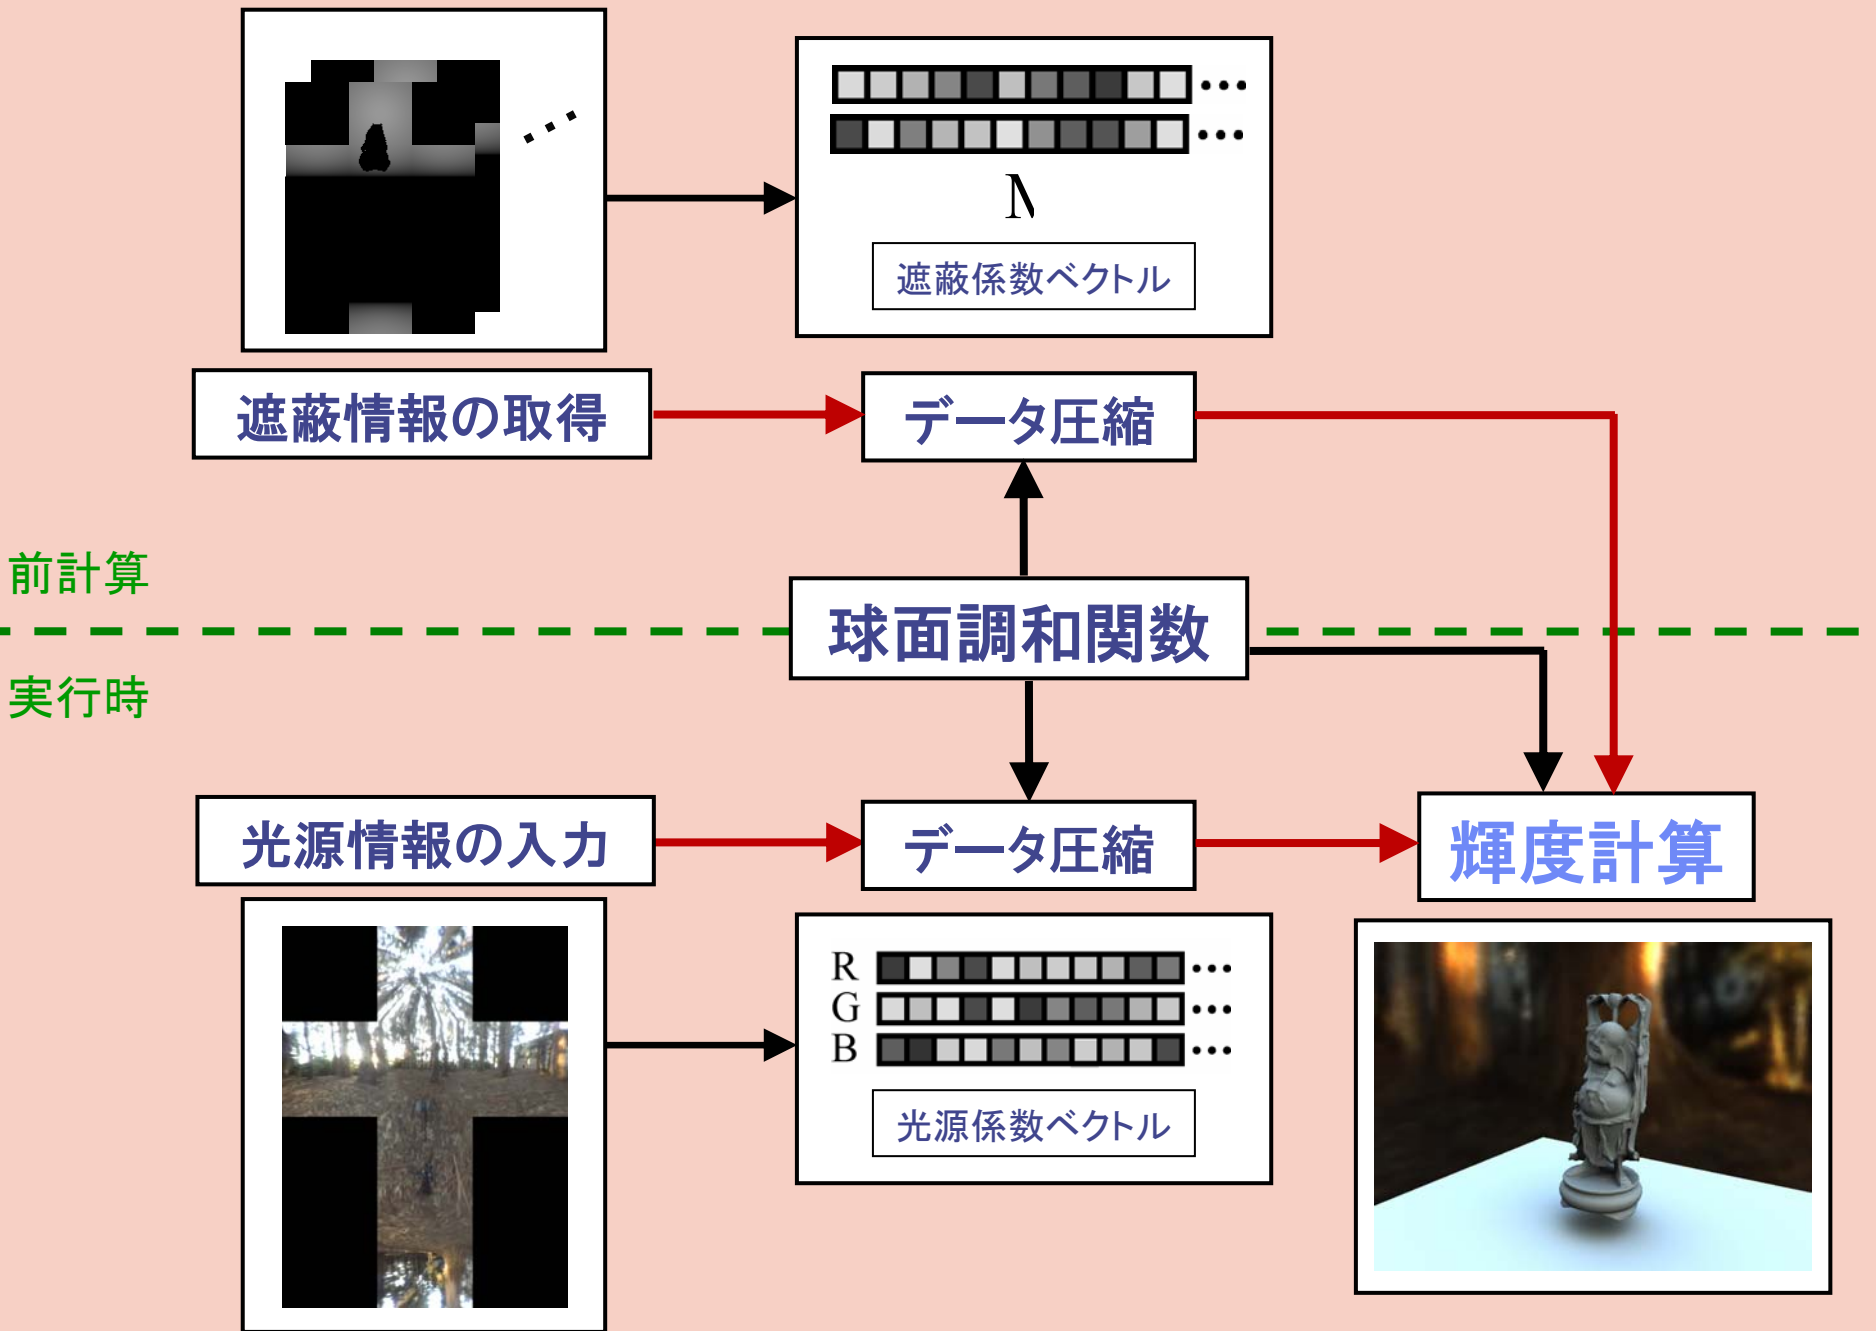 遮蔽係数ベクトル
遮蔽情報の取得
データ圧縮
前計算
球面調和関数
実行時
光源情報の入力
データ圧縮
輝度計算
R
G
B
光源係数ベクトル